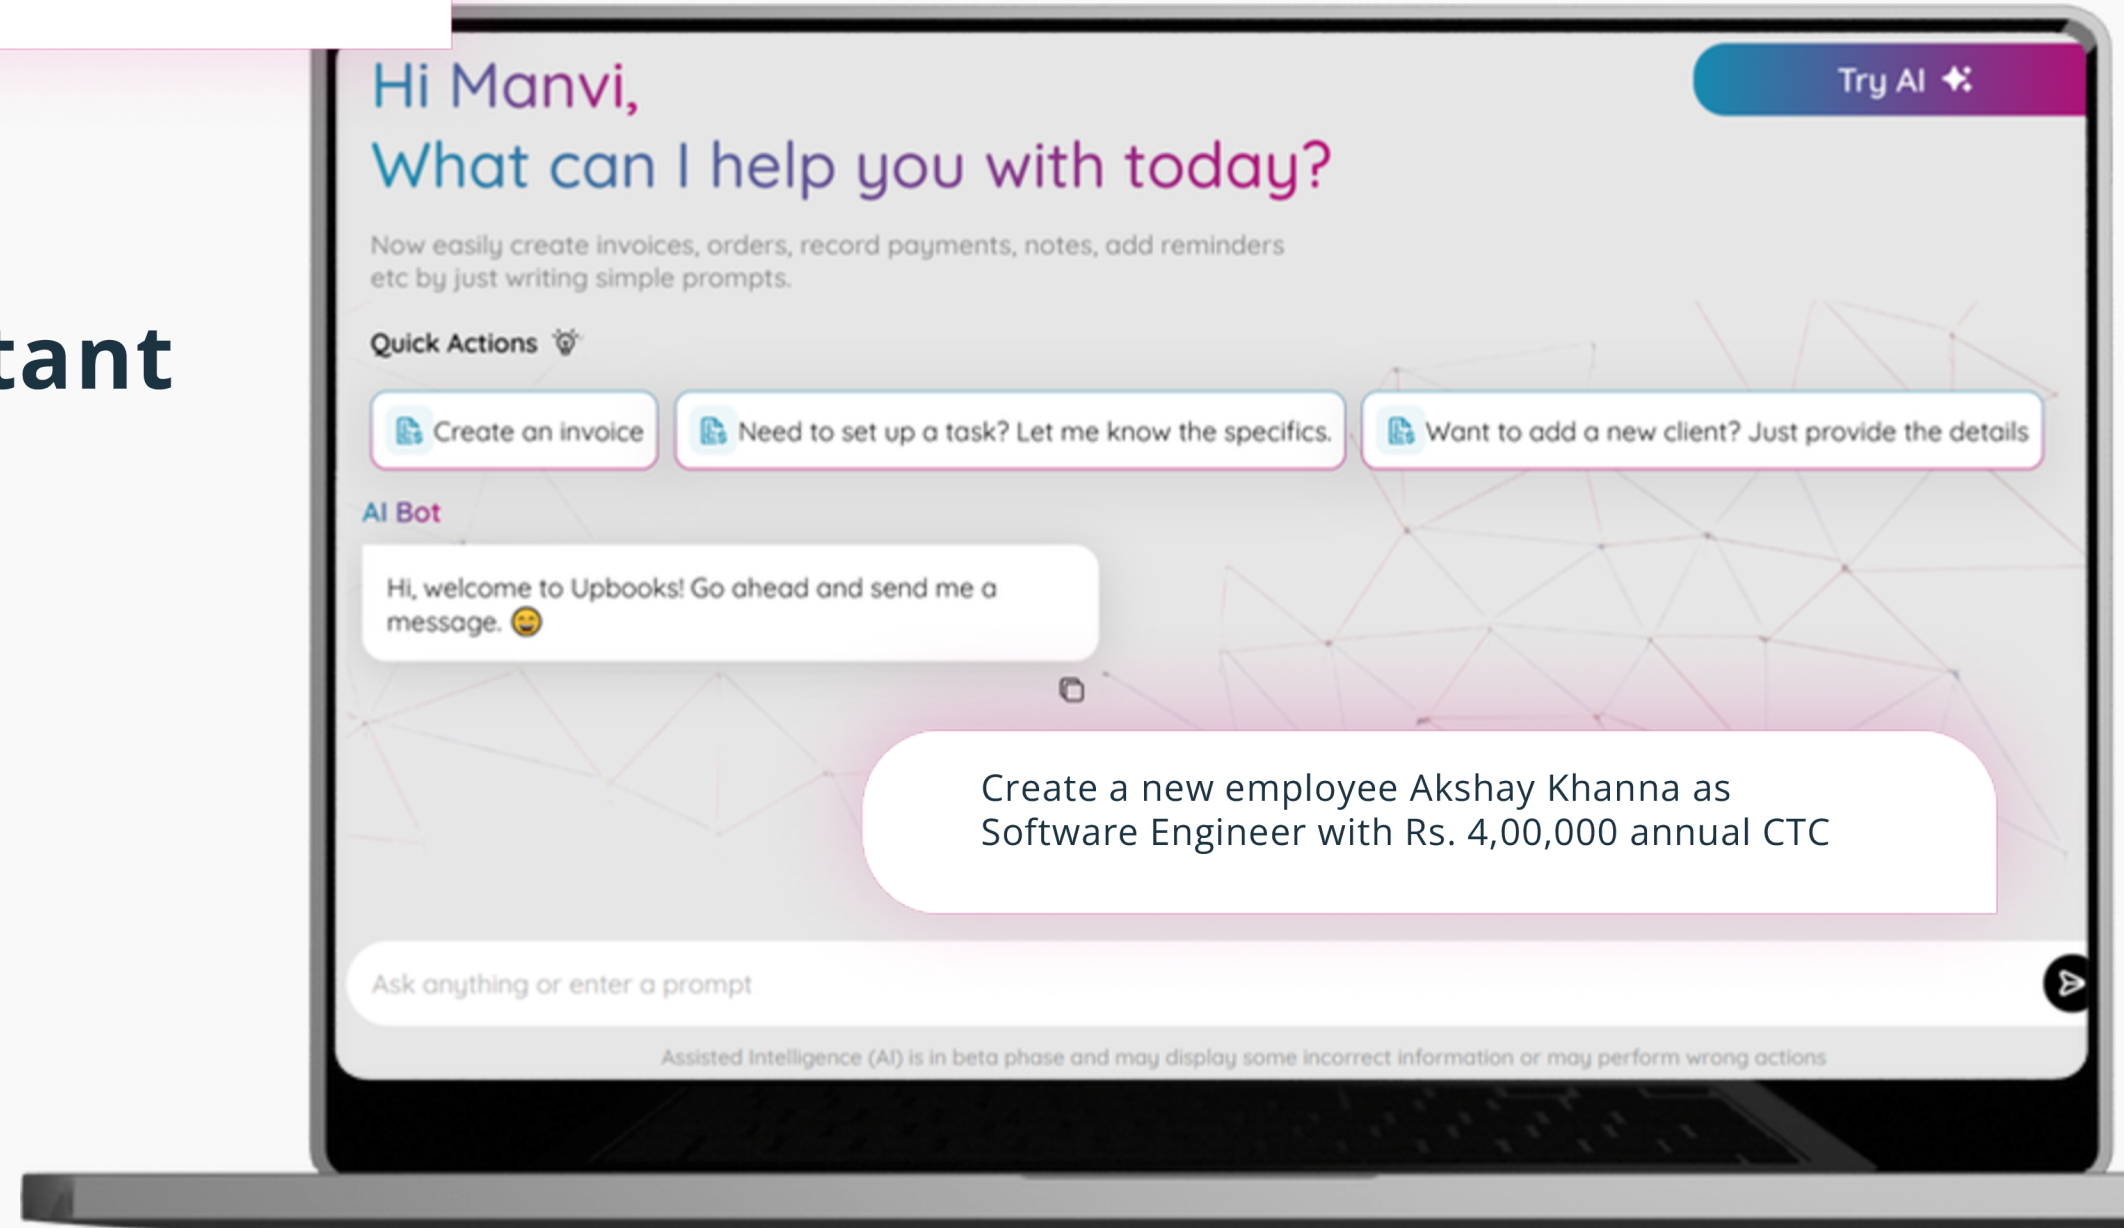 Hi Manvi,
Try AI
What can I help you with today?
Now easily create invoices, orders, record payments, notes, add reminders
etc by just writing simple prompts.
tant
Quick Actions
Create an invoice
Need to set up a task? Let me know the specifics.
Want to add a new client? Just provide the details
AI Bot
Hi, welcome to Upbooks! Go ahead and send me a
message. 😄
Create a new employee Akshay Khanna as
Software Engineer with Rs. 4,00,000 annual CTC
Ask anything or enter a prompt
Assisted Intelligence (AI) is in beta phase and may display some incorrect information or may perform wrong actions